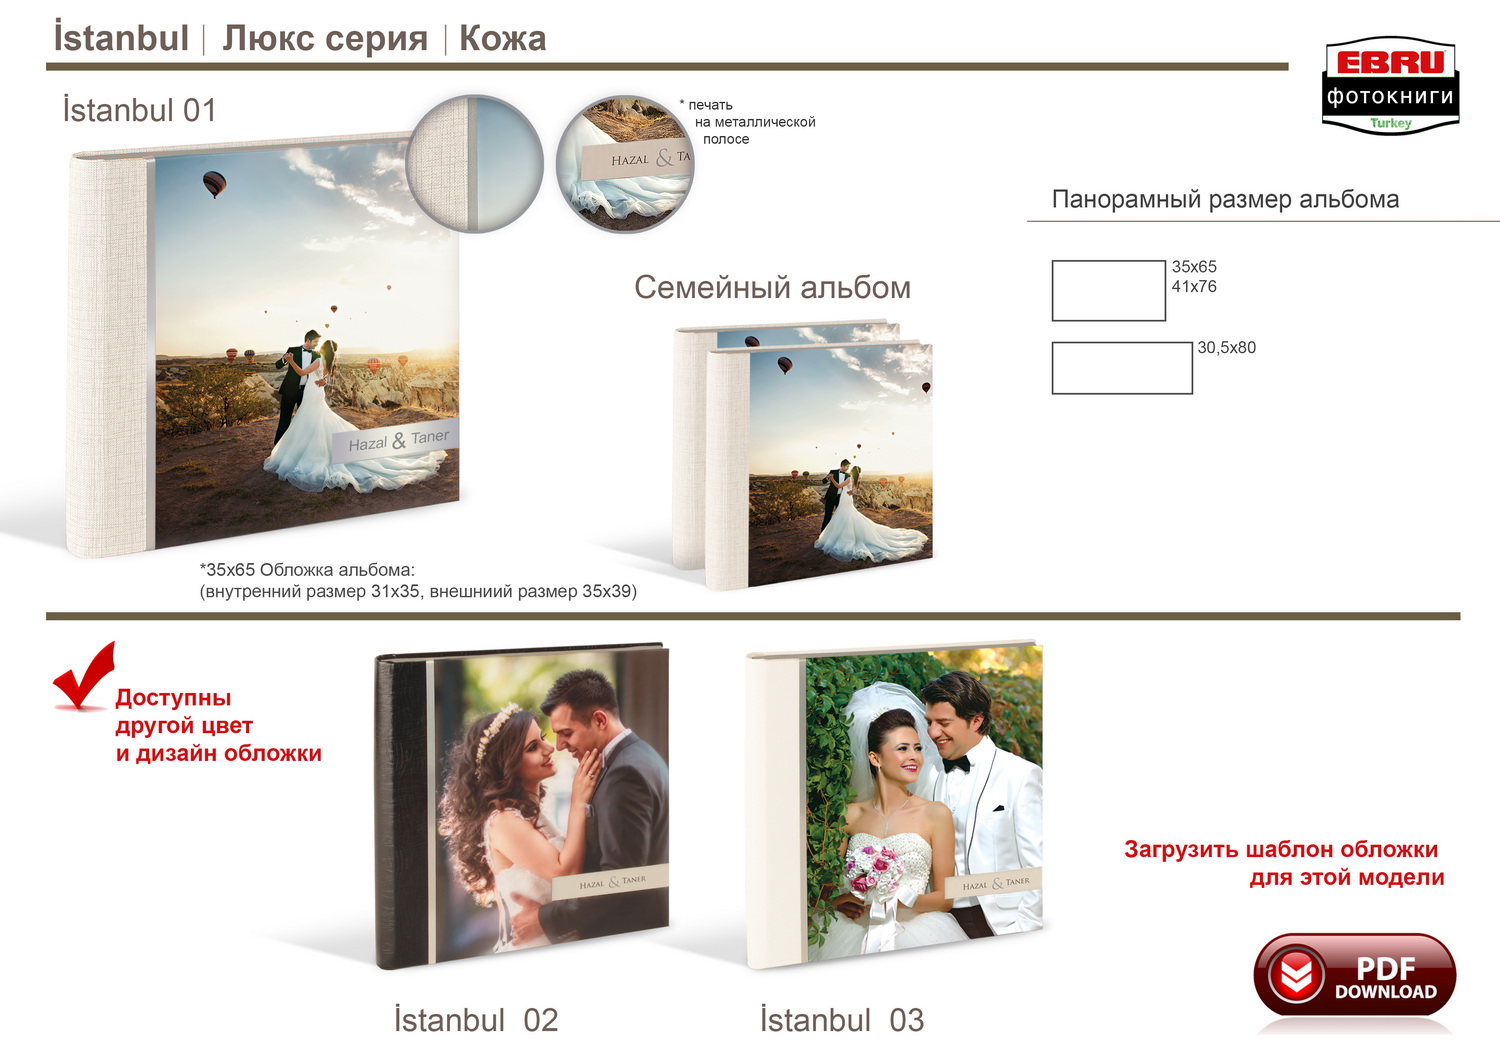 İstanbul | Люкс серия | Кожа
EBRU
фотокниги
Turkey
İstanbul 01
* печать
на металлической
полосе
HAZAL & TA
Панорамный размер альбома
35x65
41x76
30,5x80
Семейный альбом
Hazal & Taner
*35x65 Обложка альбома:
(внутренний размер 31x35, внешниий размер 35x39)
Доступны
другой цвет
и дизайн обложки
HAZAL & TANER
HAZAL & TANER
Загрузить шаблон обложки
для этой модели
PDF
DOWNLOAD
İstanbul 02
İstanbul 03